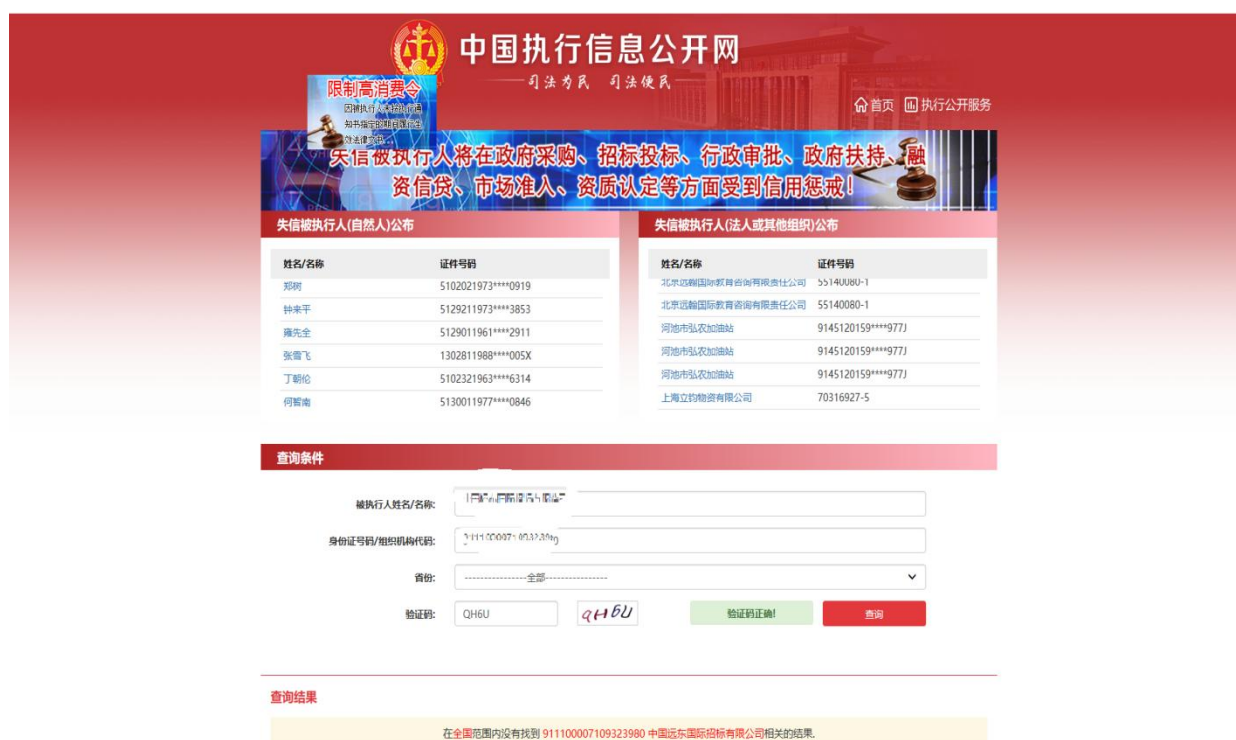 中国执行信息公开网
司法为民 司法便民
首页 执行公开服务
限制高消费令
失信被执行人将在政府采购、招标投标、行政审批、政府扶持、融
资信贷、市场准入、资质认定等方面受到信用惩戒!
失信被执行人(自然人)公布
姓名/名称 证件号码
郑树 5102021973****0919
钟来平 5129211973****3853
雍先全 5129011961****2911
张雪飞 1302811988****005X
丁朝伦 5102321963****6314
何暂南 5130011977****0846
失信被执行人(法人或其他组织)公布
姓名/名称 证件号码
北京远翰国际教育咨询有限责任公司 55140080-1
北京远翰国际教育咨询有限责任公司 55140080-1
河池市弘农加油站 9145120159****977J
河池市弘农加油站 9145120159****977J
河池市弘农加油站 9145120159****977J
上海立钧物资有限公司 70316927-5
查询条件
被执行人姓名/名称:
身份证号码/组织机构代码:
省份: ----------------全部----------------
验证码: QH6U qH6U 验证码正确! 查询
查询结果
在全国范围内没有找到 911100007109323980 中国远东国际招标有限公司相关的结果.